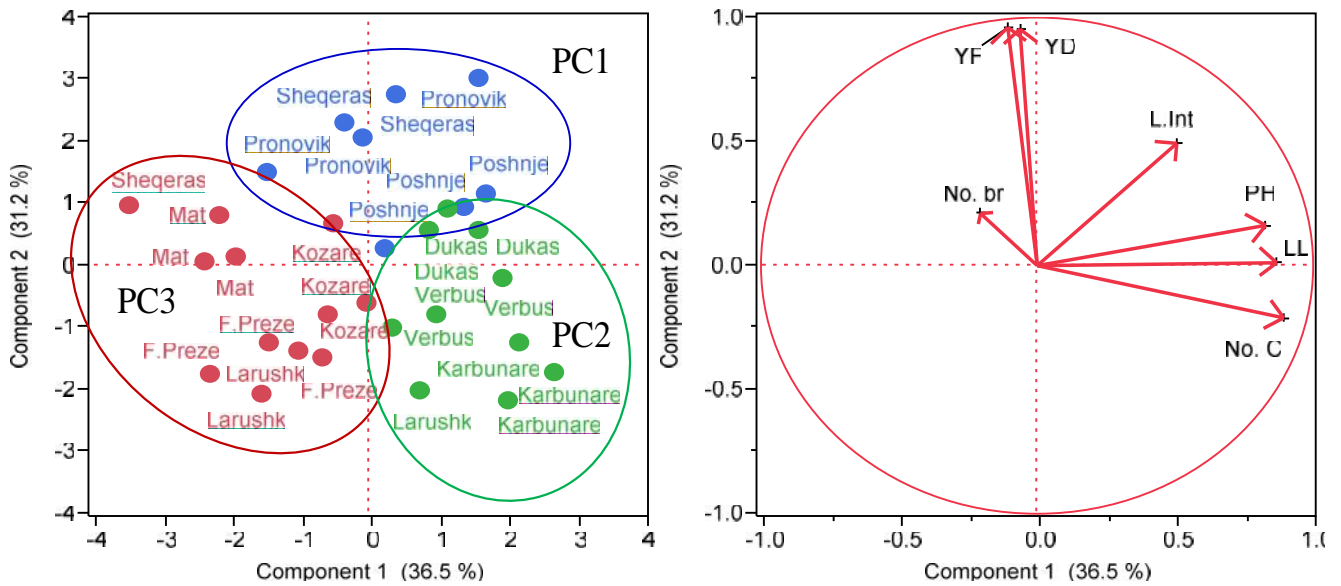 4
3
2
1
0
-1
-2
-3
-4
Component 2 (31.2 %)
PC1
Sheqeras
Pronovik
Sheqeras
Pronovik
Pronovik
Poshnje
Poshnje
Poshnje
Sheqeras
Mat
Mat
Mat
Kozare
Kozare
Kozare
PC3
F.Preze
F.Preze
Larushk
F.Preze
Larushk
Dukas
Dukas
Dukas
Verbus
Verbus
Verbus
PC2
Karbunare
Karbunare
Karbunare
Larushk
-4
-3
-2
-1
0
1
2
3
4
Component 1 (36.5 %)
1.0
0.5
0.0
-0.5
-1.0
Component 2 (31.2 %)
YF
YD
L.Int
No. br
PH
LL
No. C
-1.0
-0.5
0.0
0.5
1.0
Component 1 (36.5 %)